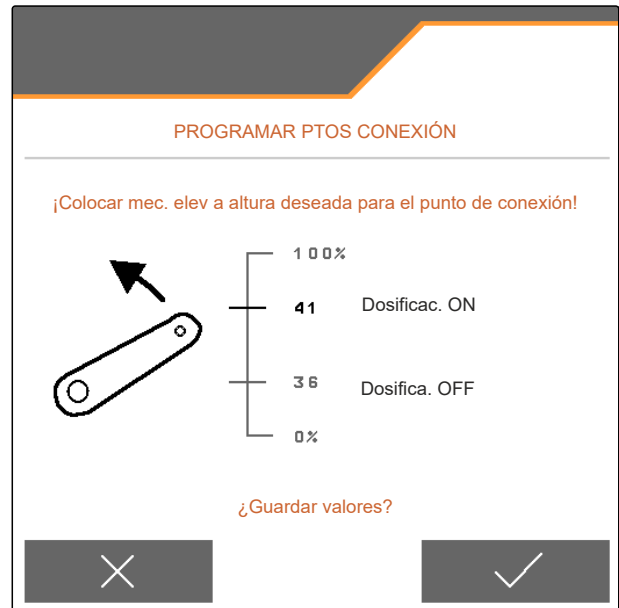 PROGRAMAR PTOS CONEXIÓN
¡Colocar mec. elev a altura deseada para el punto de conexión!
100%
41 Dosificac. ON
36 Dosifica. OFF
0%
¿Guardar valores?